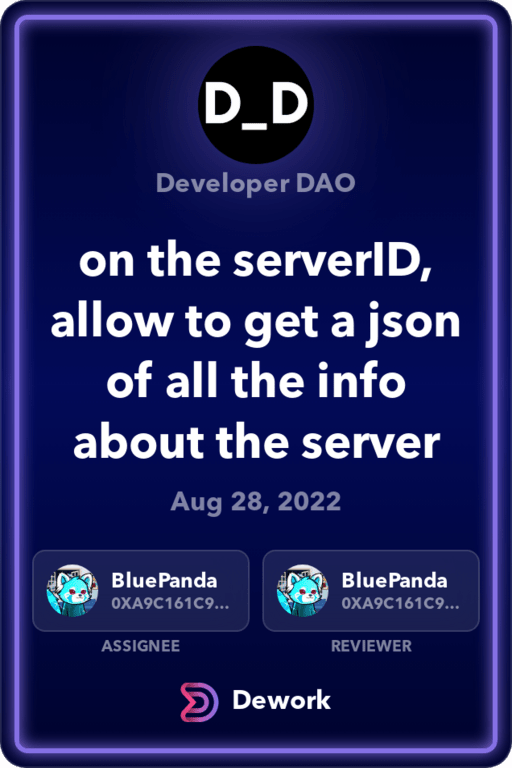 D_D
Developer DAO
on the serverID,
allow to get a json
of all the info
about the server
Aug 28, 2022
BluePanda
0XA9C161C9...
ASSIGNEE
BluePanda
0XA9C161C9...
REVIEWER
Dework